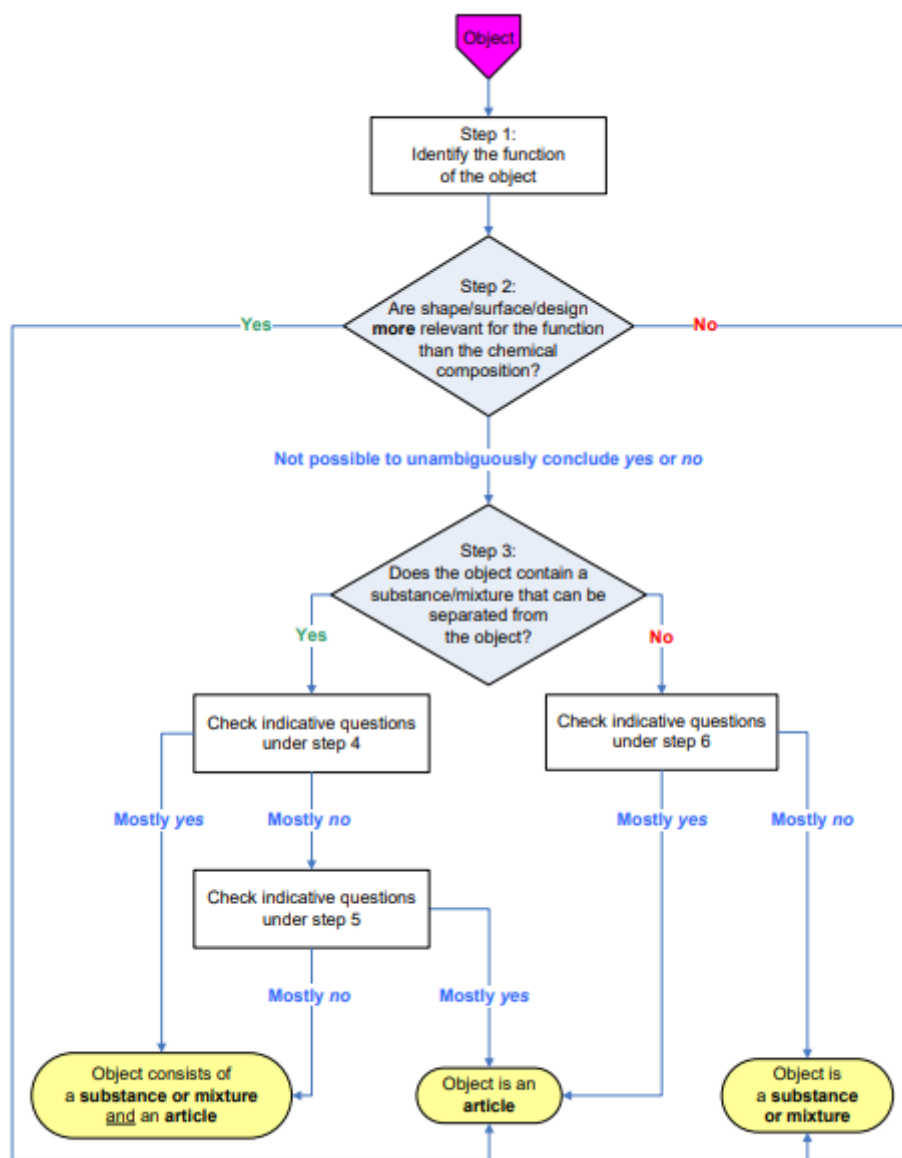 Object
Step 1:
Identify the function
of the object
Step 2:
Are shape/surface/design
more relevant for the function
than the chemical
composition?
Yes
No
Not possible to unambiguously conclude yes or no
Step 3:
Does the object contain a
substance/mixture that can be
separated from
the object?
Yes
No
Check indicative questions
under step 4
Check indicative questions
under step 6
Mostly yes
Mostly no
Mostly yes
Mostly no
Check indicative questions
under step 5
Mostly no
Mostly yes
Object consists of
a substance or mixture
and an article
Object is an
article
Object is
a substance
or mixture